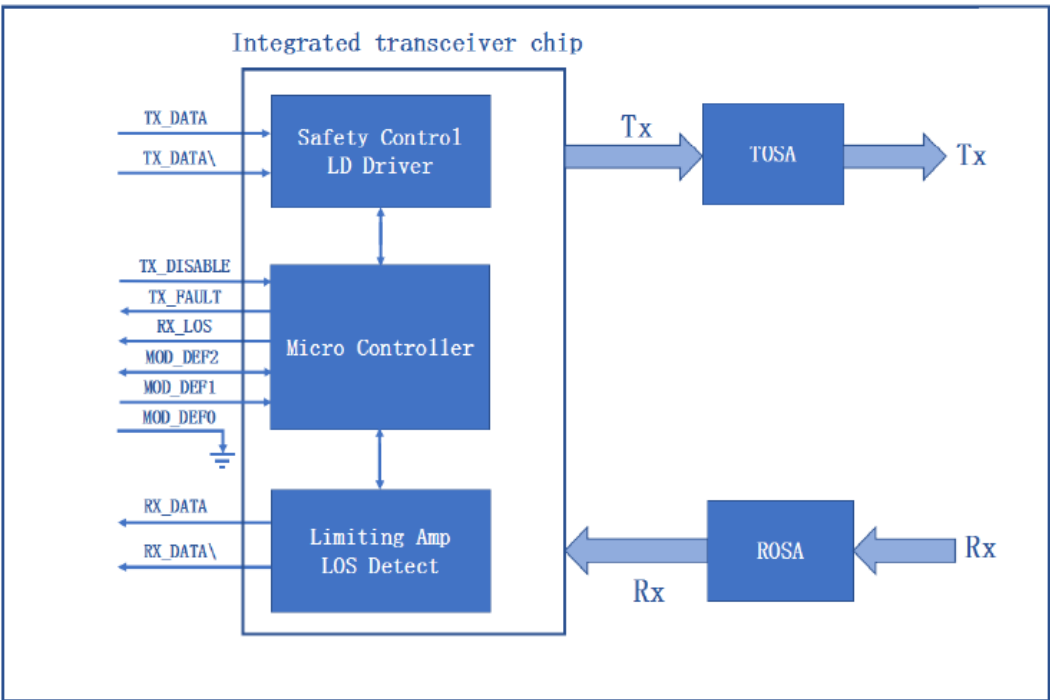 Integrated transceiver chip
TX_DATA
TX_DATA\
Safety Control
LD Driver
Tx
TOSA
Tx
TX_DISABLE
TX_FAULT
RX_LOS
MOD_DEF2
MOD_DEF1
MOD_DEF0
Micro Controller
RX_DATA
RX_DATA\
Limiting Amp
LOS Detect
Rx
ROSA
Rx